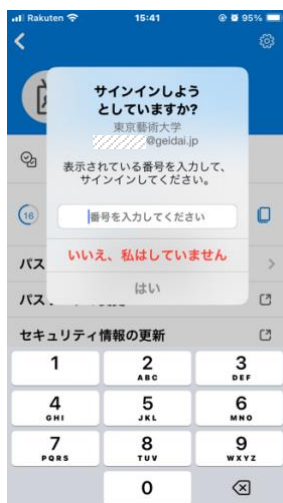 Rakuten
15:41
95%
サインインしよう
としていますか?
東京藝術大学
@geidai.jp
表示されている番号を入力して、
サインインしてください。
16
番号を入力してください
いいえ、私はしていません
はい
パス
パス
セキュリティ情報の更新
1
2
ABC
3
DEF
4
GHI
5
JKL
6
MNO
7
PQRS
8
TUV
9
WXYZ
0